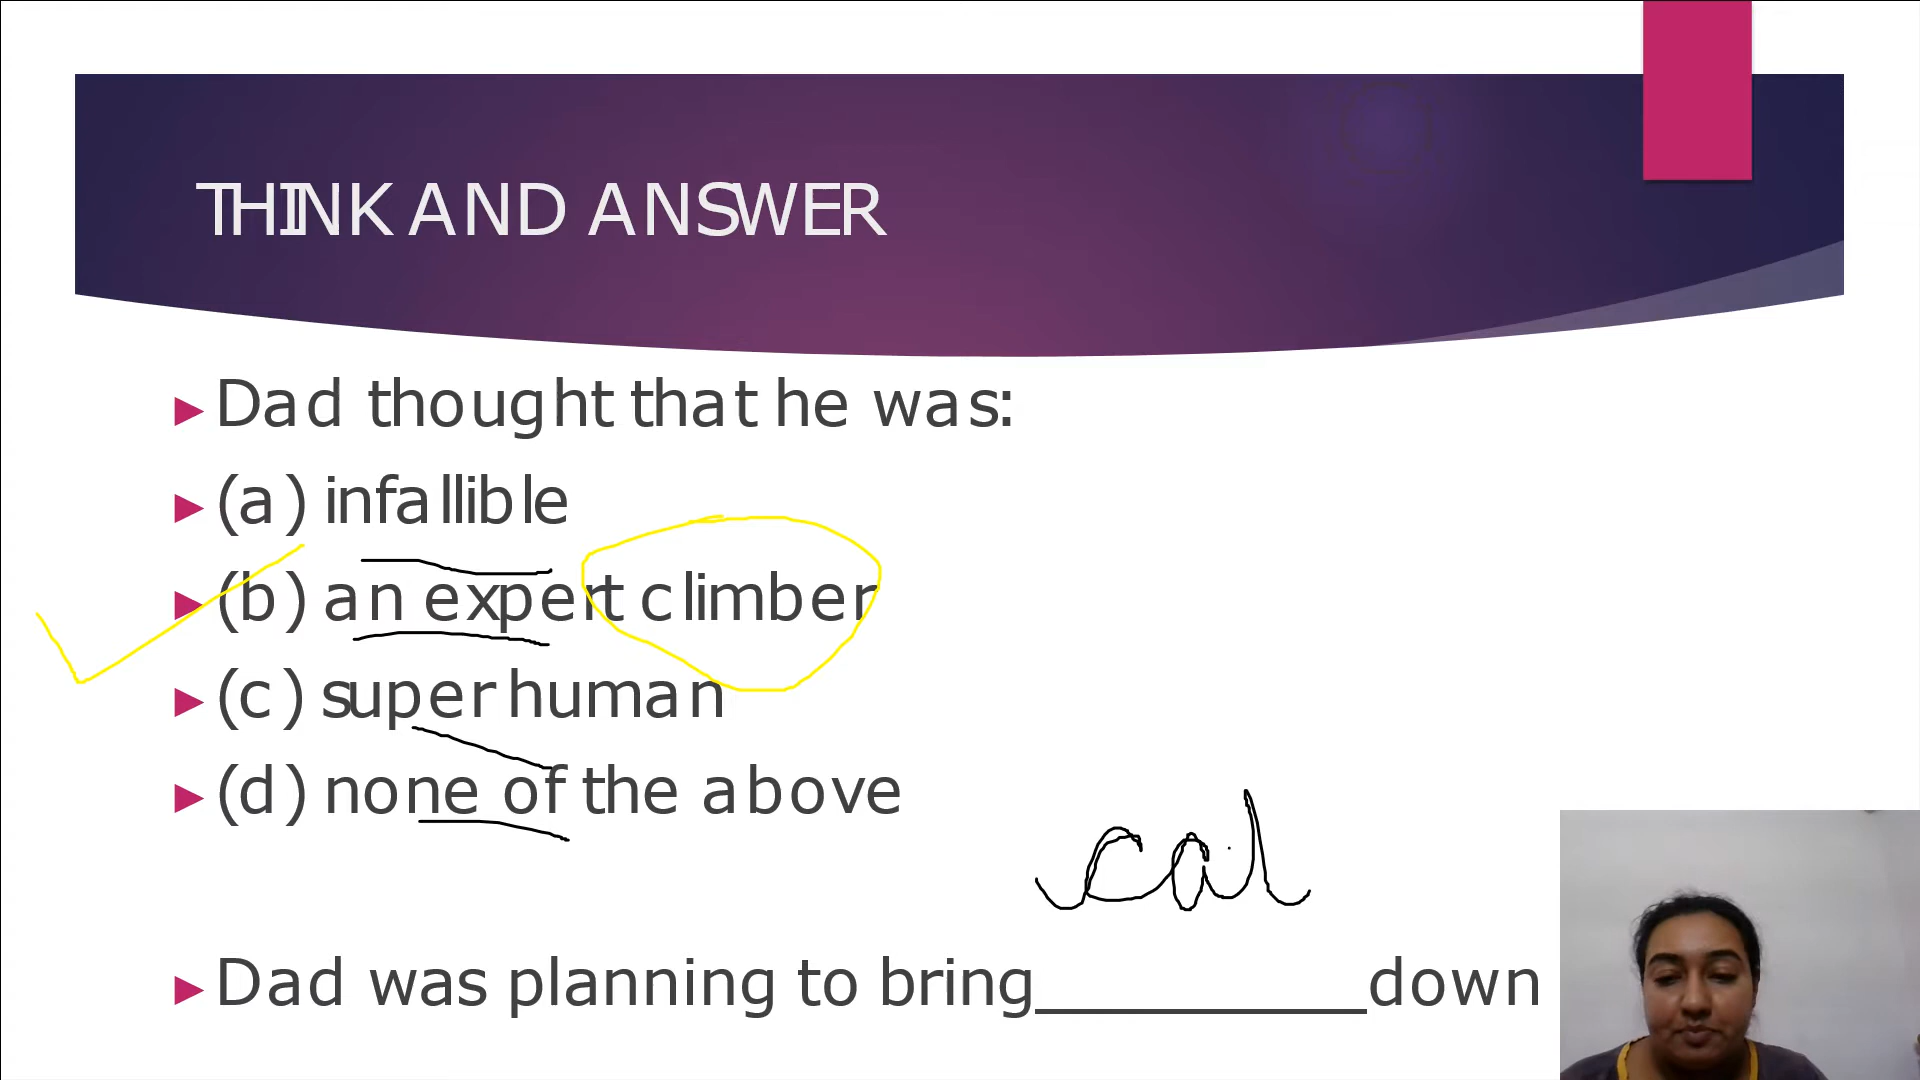 THINK AND ANSWER
Dad thought that he was:
(a) infallible
(b) an expert climber
(c) super human
(d) none of the above
cat
Dad was planning to bring__________down